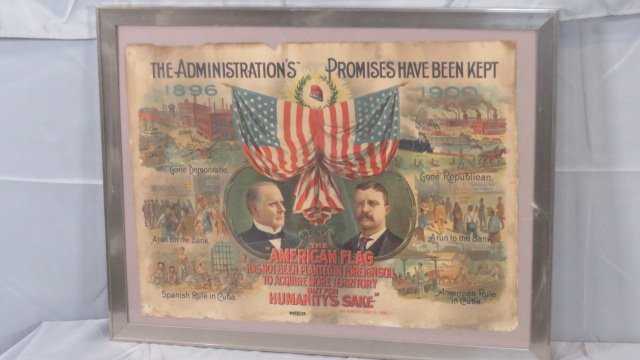 THE ADMINISTRATION'S PROMISES HAVE BEEN KEPT
1896
1900
Gone Democratic
Gone Republican
BANK
BANK
A run on the Bank
A run to the Bank
Spanish Rule in Cuba
American Rule in Cuba
THE
"AMERICAN FLAG
HAS NOT BEEN PLANTED IN FOREIGN SOIL
TO ACQUIRE MORE TERRITORY
BUT FOR
HUMANITY'S SAKE."